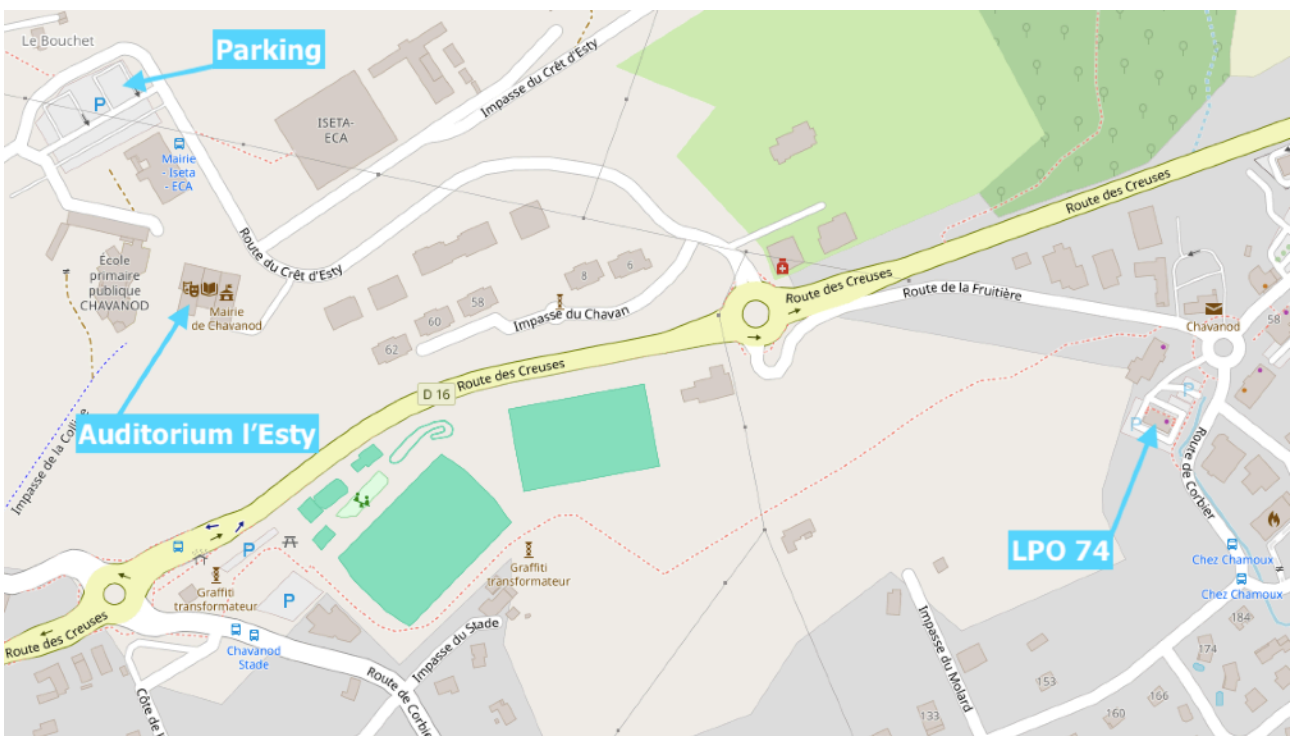 Le Bouchet
Parking
P
Mairie
- Iseta
- ECA
ISETA-
ECA
Impasse du Crêt d'Esty
Route du Crêt d'Esty
École
primaire
publique
CHAVANOD
Mairie
de Chavanod
Auditorium l'Esty
Impasse de la Colline
62
60
58
8
6
Impasse du Chavan
D 16
Route des Creuses
Route des Creuses
Route des Creuses
Route de la Fruitière
Chavanod
58
P
P
LPO 74
Route de Corbier
Chez Chamoux
Chez Chamoux
P
P
Graffiti
transformateur
Graffiti
transformateur
Route des Creuses
Chavanod
Stade
Côte de
Route de Corbier
Impasse du Stade
Impasse du Molard
133
153
160
166
174
184